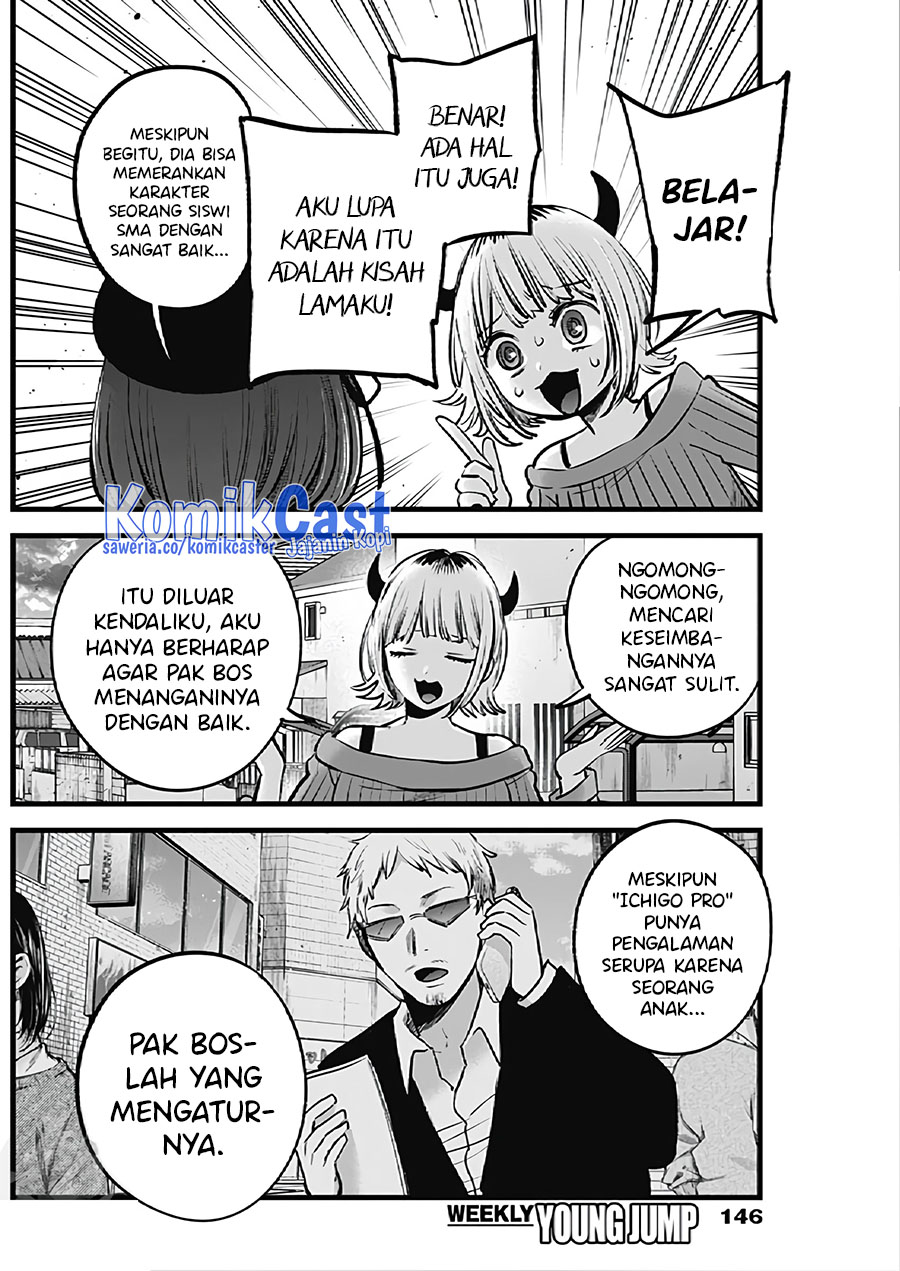 BELA-
JAR!
BENAR!
ADA HAL
ITU JUGA!
AKU LUPA
KARENA ITU
ADALAH KISAH
LAMAKU!
MESKIPUN
BEGITU, DIA BISA
MEMERANKAN
KARAKTER
SEORANG SISWI
SMA DENGAN
SANGAT BAIK...
KomikCast
saweria.co/komikcaster Jajanin Kopi
NGOMONG-
NGOMONG,
MENCARI
KESEIMBA-
NGANNYA
SANGAT SULIT.
ITU DILUAR
KENDALIKU, AKU
HANYA BERHARAP
AGAR PAK BOS
MENANGANINYA
DENGAN BAIK.
MESKIPUN
"ICHIGO PRO"
PUNYA
PENGALAMAN
SERUPA KARENA
SEORANG
ANAK...
PAK BOS-
LAH YANG
MENGATUR-
NYA.
WEEKLY YOUNG JUMP 146